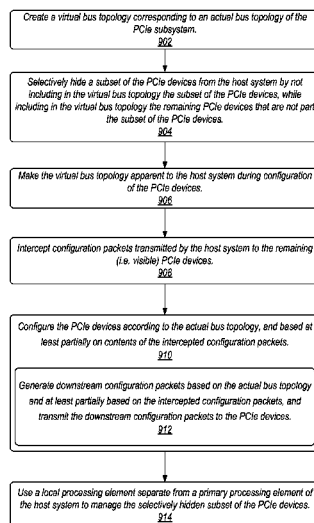 Create a virtual bus topology corresponding to an actual bus topology of the
PCIe subsystem.
902
Selectively hide a subset of the PCIe devices from the host system by not
including in the virtual bus topology the subset of the PCIe devices, while
including in the virtual bus topology the remaining PCIe devices that are not part
the subset of the PCIe devices.
904
Make the virtual bus topology apparent to the host system during configuration
of the PCIe devices.
906
Intercept configuration packets transmitted by the host system to the remaining
(i.e. visible) PCIe devices.
908
Configure the PCIe devices according to the actual bus topology, and based at
least partially on contents of the intercepted configuration packets.
910
Generate downstream configuration packets based on the actual bus topology
and at least partially based on the intercepted configuration packets, and
transmit the downstream configuration packets to the PCIe devices.
912
Use a local processing element separate from a primary processing element of
the host system to manage the selectively hidden subset of the PCIe devices.
914